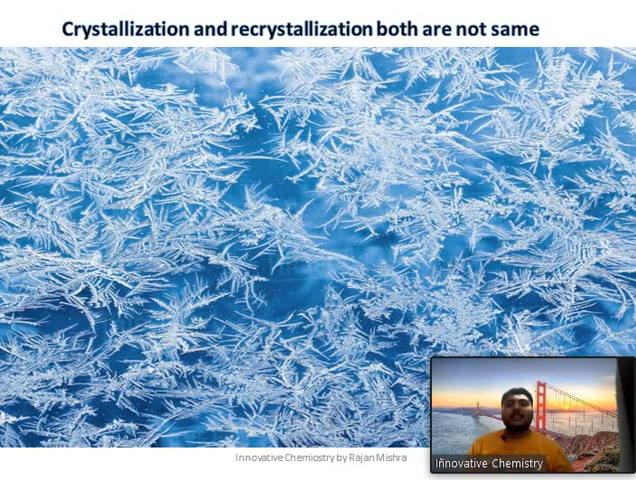 Crystallization and recrystallization both are not same
Innovative Chemiostry by Rajan Mishra
Innovative Chemistry